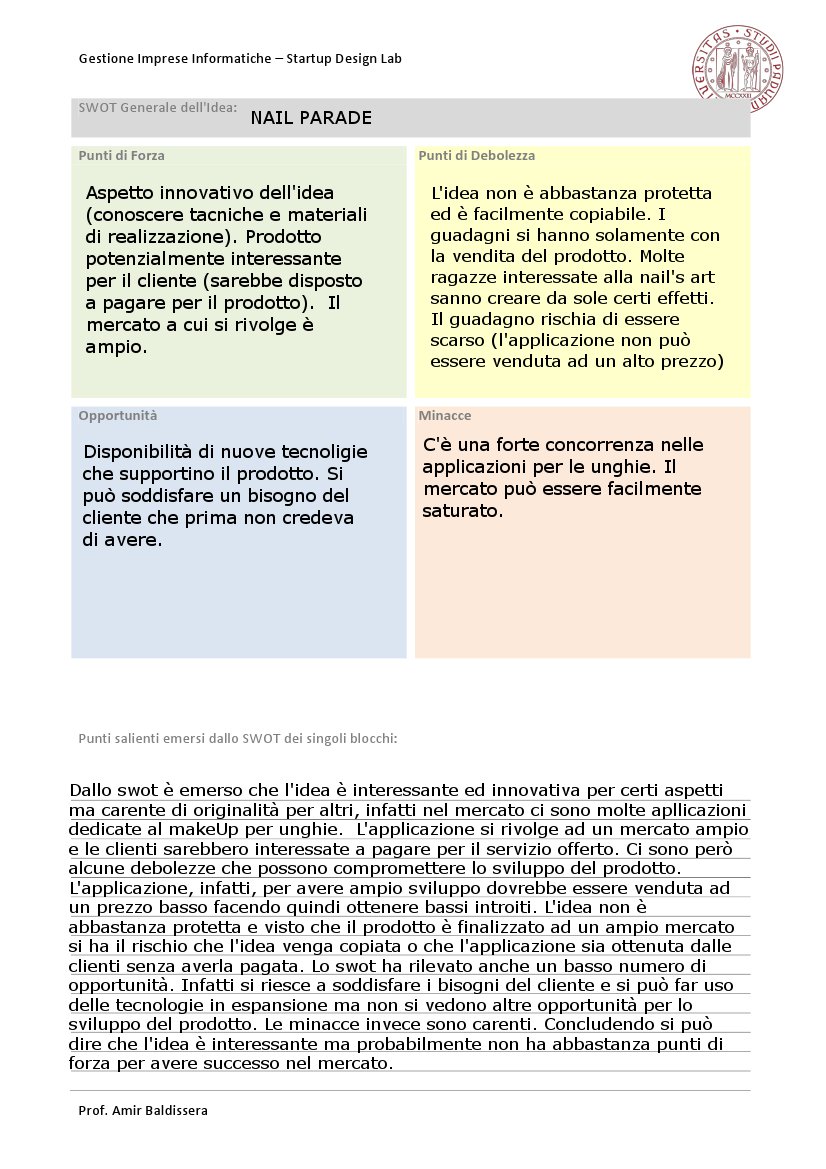 Gestione Imprese Informatiche – Startup Design Lab
UNIVERSITAS STUDII PADUANI
MCCXXII
SWOT Generale dell'Idea: NAIL PARADE
Punti di Forza
Aspetto innovativo dell'idea
(conoscere tacniche e materiali
di realizzazione). Prodotto
potenzialmente interessante
per il cliente (sarebbe disposto
a pagare per il prodotto).  Il
mercato a cui si rivolge è
ampio.
Punti di Debolezza
L'idea non è abbastanza protetta
ed è facilmente copiabile. I
guadagni si hanno solamente con
la vendita del prodotto. Molte
ragazze interessate alla nail's art
sanno creare da sole certi effetti.
Il guadagno rischia di essere
scarso (l'applicazione non può
essere venduta ad un alto prezzo)
Opportunità
Disponibilità di nuove tecnoligie
che supportino il prodotto. Si
può soddisfare un bisogno del
cliente che prima non credeva
di avere.
Minacce
C'è una forte concorrenza nelle
applicazioni per le unghie. Il
mercato può essere facilmente
saturato.
Punti salienti emersi dallo SWOT dei singoli blocchi:
Dallo swot è emerso che l'idea è interessante ed innovativa per certi aspetti
ma carente di originalità per altri, infatti nel mercato ci sono molte apllicazioni
dedicate al makeUp per unghie.  L'applicazione si rivolge ad un mercato ampio
e le clienti sarebbero interessate a pagare per il servizio offerto. Ci sono però
alcune debolezze che possono compromettere lo sviluppo del prodotto.
L'applicazione, infatti, per avere ampio sviluppo dovrebbe essere venduta ad
un prezzo basso facendo quindi ottenere bassi introiti. L'idea non è
abbastanza protetta e visto che il prodotto è finalizzato ad un ampio mercato
si ha il rischio che l'idea venga copiata o che l'applicazione sia ottenuta dalle
clienti senza averla pagata. Lo swot ha rilevato anche un basso numero di
opportunità. Infatti si riesce a soddisfare i bisogni del cliente e si può far uso
delle tecnologie in espansione ma non si vedono altre opportunità per lo
sviluppo del prodotto. Le minacce invece sono carenti. Concludendo si può
dire che l'idea è interessante ma probabilmente non ha abbastanza punti di
forza per avere successo nel mercato.
Prof. Amir Baldissera